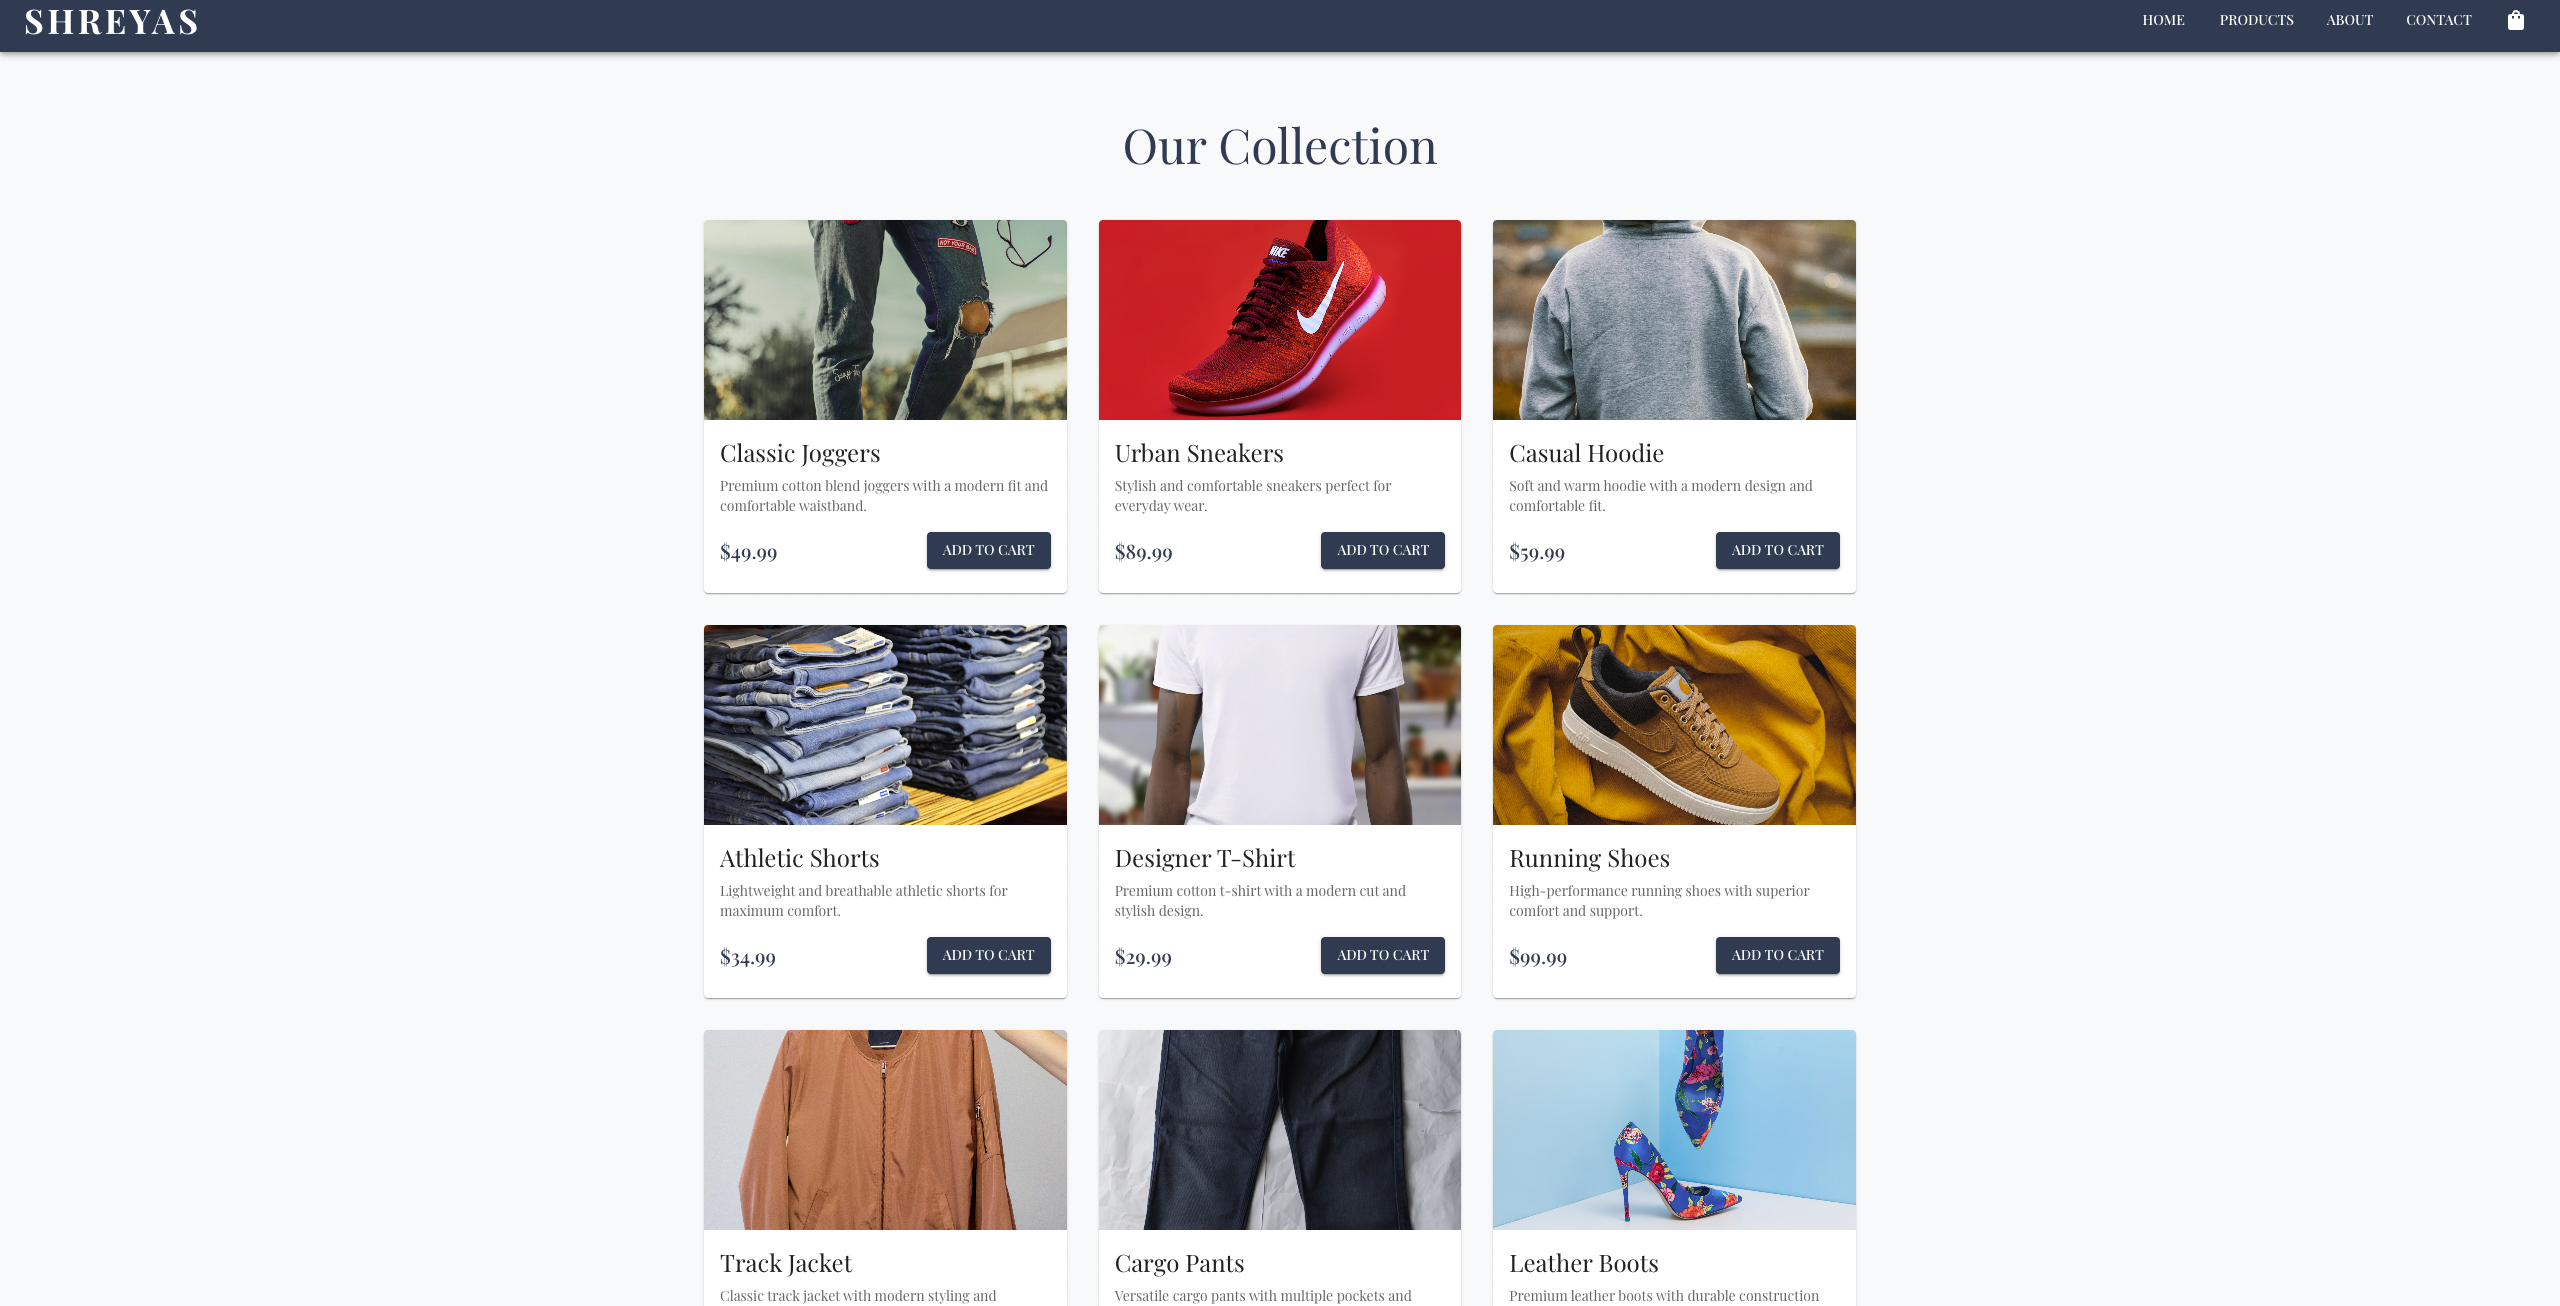 SHREYAS
HOME PRODUCTS ABOUT CONTACT
Our Collection
NOT YOUR BAE
NIKE
Classic Joggers
Premium cotton blend joggers with a modern fit and
comfortable waistband.
$49.99 ADD TO CART
Urban Sneakers
Stylish and comfortable sneakers perfect for
everyday wear.
$89.99 ADD TO CART
Casual Hoodie
Soft and warm hoodie with a modern design and
comfortable fit.
$59.99 ADD TO CART
Athletic Shorts
Lightweight and breathable athletic shorts for
maximum comfort.
$34.99 ADD TO CART
Designer T-Shirt
Premium cotton t-shirt with a modern cut and
stylish design.
$29.99 ADD TO CART
Running Shoes
High-performance running shoes with superior
comfort and support.
$99.99 ADD TO CART
Track Jacket
Classic track jacket with modern styling and
Cargo Pants
Versatile cargo pants with multiple pockets and
Leather Boots
Premium leather boots with durable construction